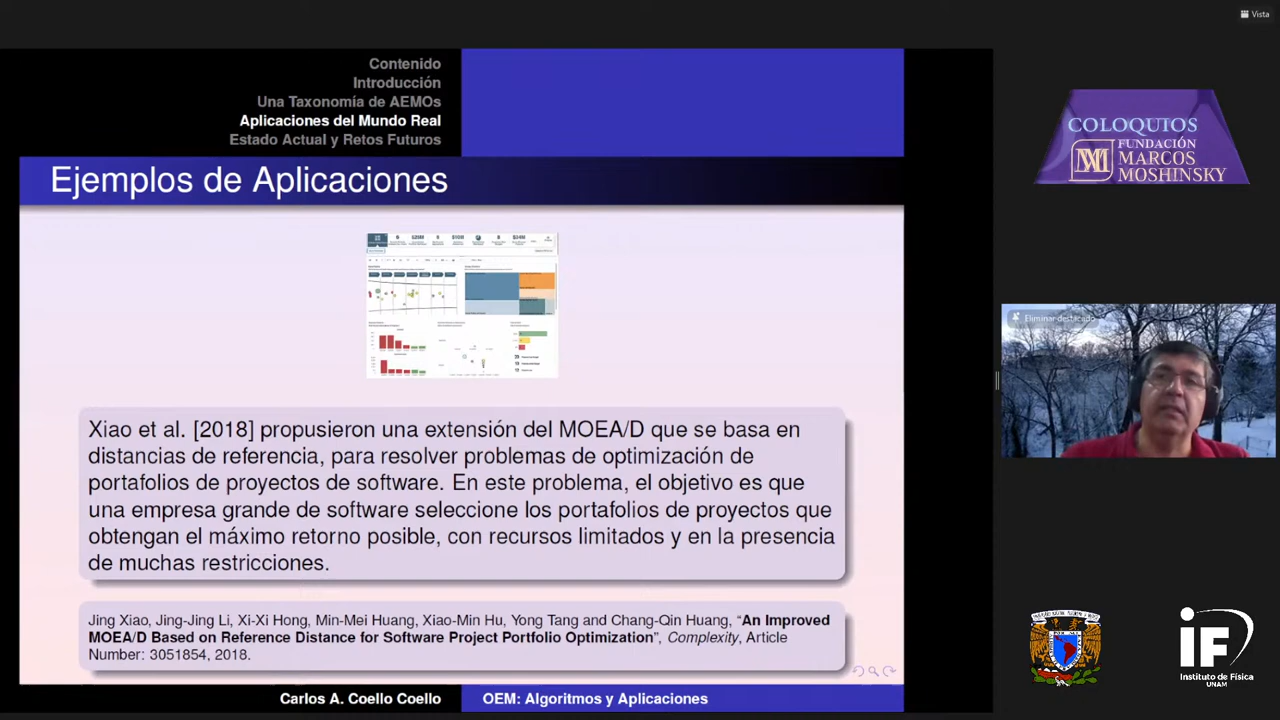 Vista
Contenido
Introducción
Una Taxonomía de AEMOs
Aplicaciones del Mundo Real
Estado Actual y Retos Futuros
Ejemplos de Aplicaciones
Xiao et al. [2018] propusieron una extensión del MOEA/D que se basa en
distancias de referencia, para resolver problemas de optimización de
portafolios de proyectos de software. En este problema, el objetivo es que
una empresa grande de software seleccione los portafolios de proyectos que
obtengan el máximo retorno posible, con recursos limitados y en la presencia
de muchas restricciones.
Jing Xiao, Jing-Jing Li, Xi-Xi Hong, Min-Mei Huang, Xiao-Min Hu, Yong Tang and Chang-Qin Huang, “An Improved
MOEA/D Based on Reference Distance for Software Project Portfolio Optimization”, Complexity, Article
Number: 3051854, 2018.
Carlos A. Coello Coello
OEM: Algoritmos y Aplicaciones
COLOQUIOS
FUNDACIÓN
MARCOS
MOSHINSKY
Eliminar destacado
iF
Instituto de Física
UNAM